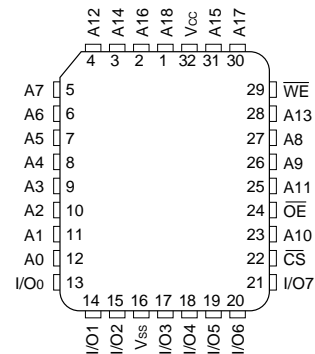 A12 A14 A16 A18 Vcc A15 A17
4 3 2 1 32 31 30
A7 5 29 WE
A6 6 28 A13
A5 7 27 A8
A4 8 26 A9
A3 9 25 A11
A2 10 24 OE
A1 11 23 A10
A0 12 22 CS
I/O0 13 21 I/O7
14 15 16 17 18 19 20
I/O1 I/O2 Vss I/O3 I/O4 I/O5 I/O6